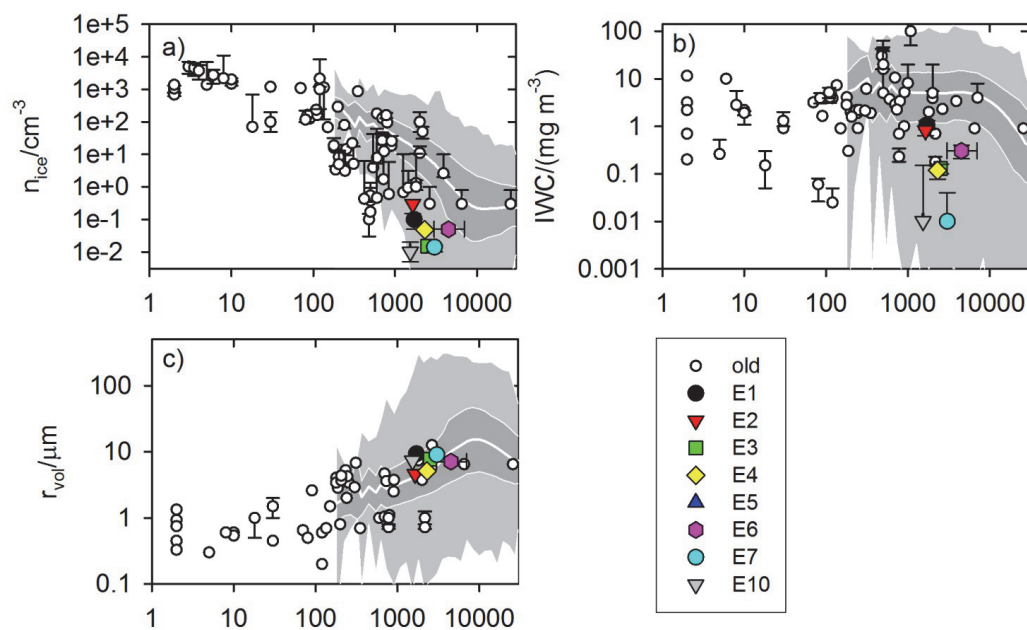 a)
n_ice/cm⁻³
1e+5
1e+4
1e+3
1e+2
1e+1
1e+0
1e-1
1e-2
1 10 100 1000 10000
b)
IWC/(mg m⁻³)
100
10
1
0.1
0.01
0.001
1 10 100 1000 10000
c)
r_vol/μm
100
10
1
0.1
1 10 100 1000 10000
old
E1
E2
E3
E4
E5
E6
E7
E10